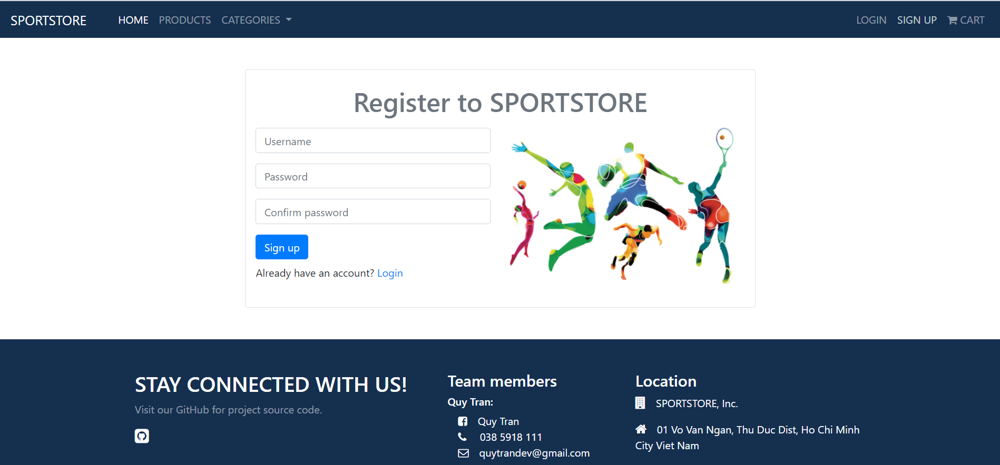 SPORTSTORE HOME PRODUCTS CATEGORIES LOGIN SIGN UP CART
Register to SPORTSTORE
Username
Password
Confirm password
Sign up
Already have an account? Login
STAY CONNECTED WITH US!
Visit our GitHub for project source code.
Team members
Quy Tran:
Quy Tran
038 5918 111
quytrandev@gmail.com
Location
SPORTSTORE, Inc.
01 Vo Van Ngan, Thu Duc Dist, Ho Chi Minh
City Viet Nam